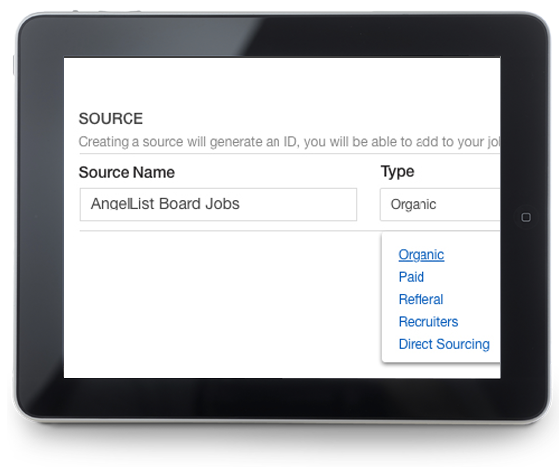 SOURCE
Creating a source will generate an ID, you will be able to add to your
Source Name
Type
AngelList Board Jobs
Organic
Organic
Paid
Refferal
Recruiters
Direct Sourcing